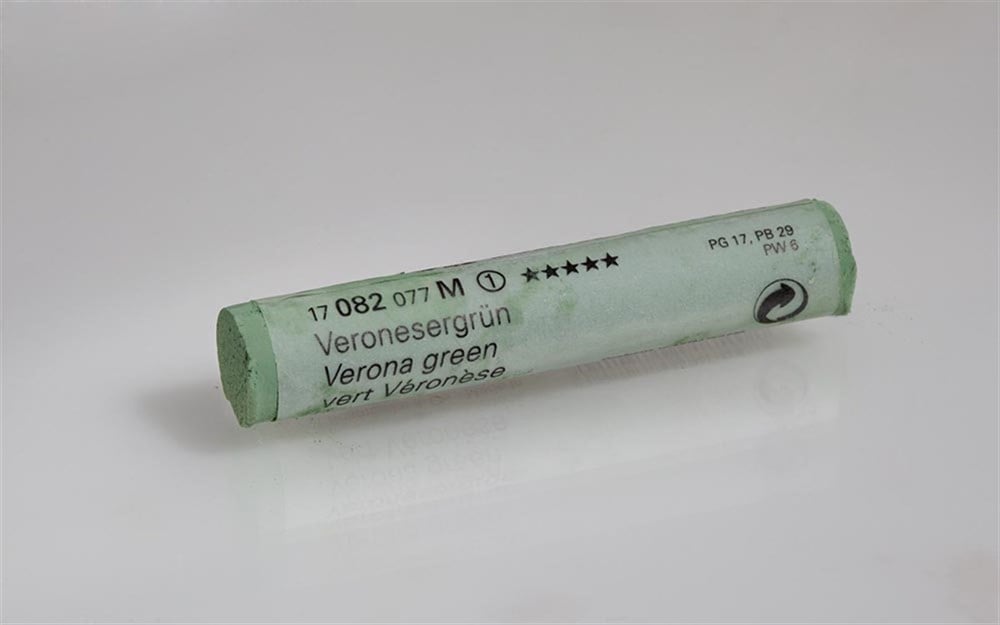 17 082 077 M ① ★★★★★
Veronesergrün
Verona green
vert Véronèse
PG 17, PB 29
PW 6